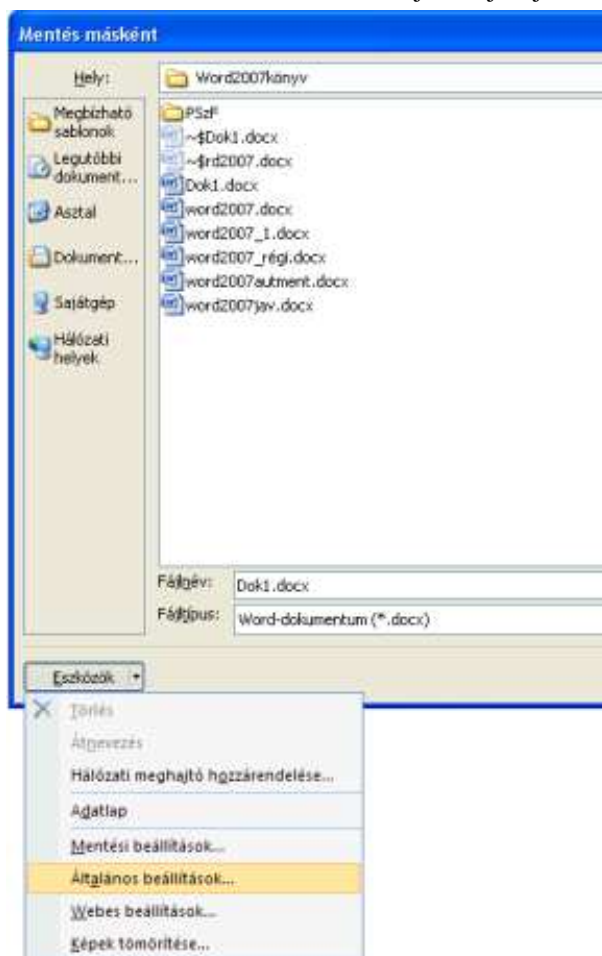 Mentés másként
Hely:
Word2007könyv
Megbízható
sablonok
Legutóbbi
dokument...
Asztal
Dokument...
Sajátgép
Hálózati
helyek
PSzF
~$Dok1.docx
~$rd2007.docx
Dok1.docx
word2007.docx
word2007_1.docx
word2007_régi.docx
word2007autment.docx
word2007jav.docx
Fájlnév:
Dok1.docx
Fájltípus:
Word-dokumentum (*.docx)
Eszközök
Törlés
Átnevezés
Hálózati meghajtó hozzárendelése...
Adatlap
Mentési beállítások...
Általános beállítások...
Webes beállítások...
Képek tömörítése...